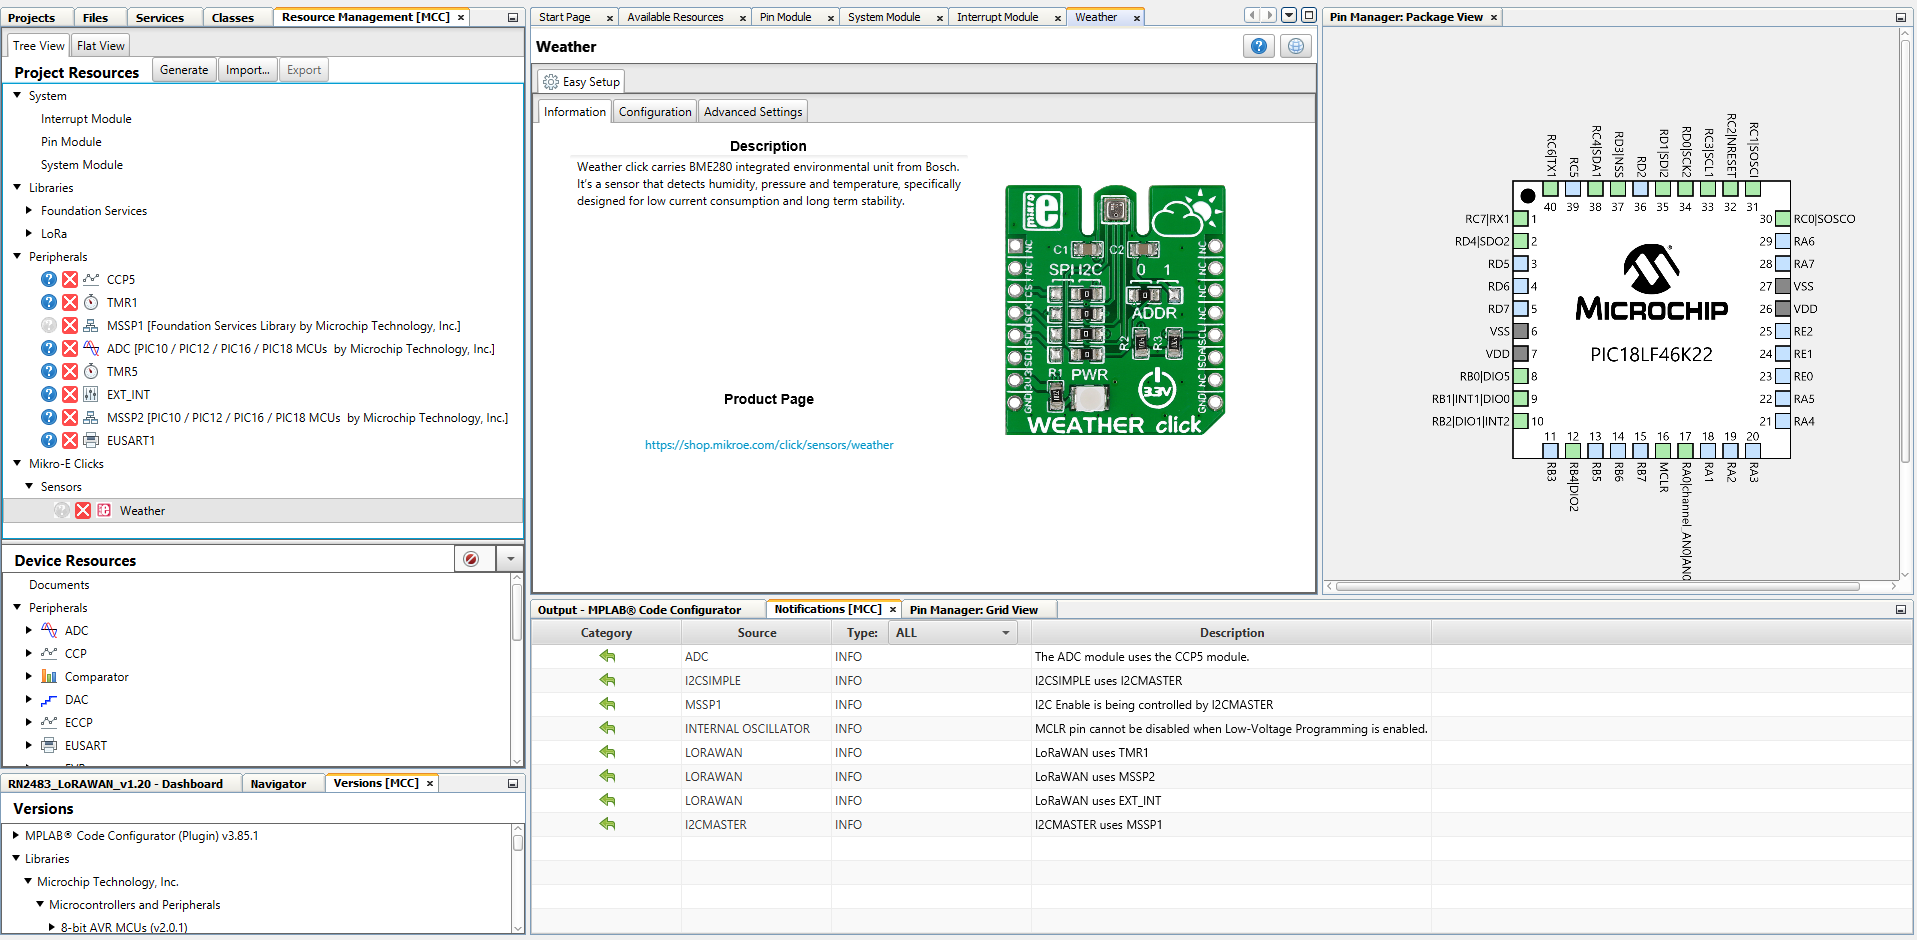 Projects
Files
Services
Classes
Resource Management [MCC] ×
Tree View
Flat View
Project Resources
Generate
Import...
Export
System
Interrupt Module
Pin Module
System Module
Libraries
Foundation Services
LoRa
Peripherals
CCP5
TMR1
MSSP1 [Foundation Services Library by Microchip Technology, Inc.]
ADC [PIC10 / PIC12 / PIC16 / PIC18 MCUs  by Microchip Technology, Inc.]
TMR5
EXT_INT
MSSP2 [PIC10 / PIC12 / PIC16 / PIC18 MCUs  by Microchip Technology, Inc.]
EUSART1
Mikro-E Clicks
Sensors
Weather
Device Resources
Documents
Peripherals
ADC
CCP
Comparator
DAC
ECCP
EUSART
RN2483_LoRAWAN_v1.20 - Dashboard
Navigator
Versions [MCC] ×
Versions
MPLAB® Code Configurator (Plugin) v3.85.1
Libraries
Microchip Technology, Inc.
Microcontrollers and Peripherals
8-bit AVR MCUs (v2.0.1)
Start Page ×
Available Resources ×
Pin Module ×
System Module ×
Interrupt Module ×
Weather ×
Weather
Easy Setup
Information
Configuration
Advanced Settings
Description
Weather click carries BME280 integrated environmental unit from Bosch.
It's a sensor that detects humidity, pressure and temperature, specifically
designed for low current consumption and long term stability.
Product Page
https://shop.mikroe.com/click/sensors/weather
mikro e
C1
C2
SPI I2C
0 1
ADDR
R2
R3
R1
PWR
3.3V
NC
NC
CS
SCK
SDO
SDI
3V3
GND
NC
NC
NC
NC
SCL
SDA
NC
GND
WEATHER click
Output - MPLAB® Code Configurator
Notifications [MCC] ×
Pin Manager: Grid View
Category
Source
Type:
ALL
Description
ADC INFO The ADC module uses the CCP5 module.
I2CSIMPLE INFO I2CSIMPLE uses I2CMASTER
MSSP1 INFO I2C Enable is being controlled by I2CMASTER
INTERNAL OSCILLATOR INFO MCLR pin cannot be disabled when Low-Voltage Programming is enabled.
LORAWAN INFO LoRaWAN uses TMR1
LORAWAN INFO LoRaWAN uses MSSP2
LORAWAN INFO LoRaWAN uses EXT_INT
I2CMASTER INFO I2CMASTER uses MSSP1
Pin Manager: Package View ×
RC6|TX1
RC5
RC4|SDA1
RD3|NSS
RD2
RD1|SDI2
RD0|SCK2
RC3|SCL1
RC2|NRESET
RC1|SOSCI
40 39 38 37 36 35 34 33 32 31
RC7|RX1 1
RD4|SDO2 2
RD5 3
RD6 4
RD7 5
VSS 6
VDD 7
RB0|DIO5 8
RB1|INT1|DIO0 9
RB2|DIO1|INT2 10
MICROCHIP
PIC18LF46K22
30 RC0|SOSCO
29 RA6
28 RA7
27 VSS
26 VDD
25 RE2
24 RE1
23 RE0
22 RA5
21 RA4
11 12 13 14 15 16 17 18 19 20
RB3
RB4|DIO2
RB5
RB6
RB7
MCLR
RA0|channel_AN0|AN0
RA1
RA2
RA3